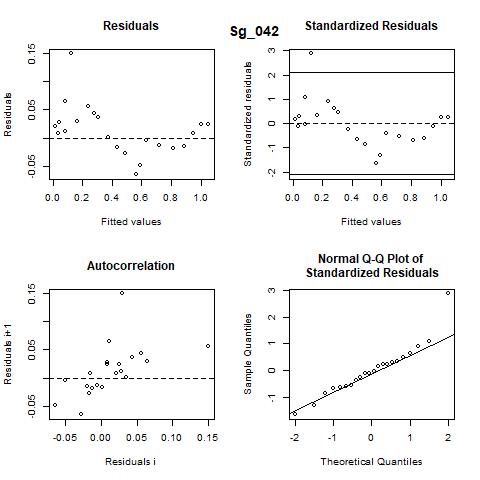 Sg_042
Residuals
Residuals
-0.05
0.05
0.15
0.0
0.2
0.4
0.6
0.8
1.0
Fitted values
Standardized Residuals
Standardized residuals
-2
-1
0
1
2
3
0.0
0.2
0.4
0.6
0.8
1.0
Fitted values
Autocorrelation
Residuals i+1
-0.05
0.05
0.15
-0.05
0.00
0.05
0.10
0.15
Residuals i
Normal Q-Q Plot of
Standardized Residuals
Sample Quantiles
-1
0
1
2
3
-2
-1
0
1
2
Theoretical Quantiles